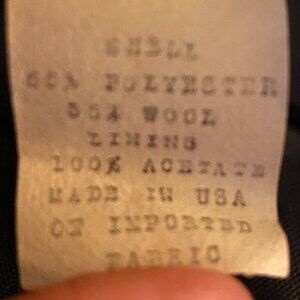 SHELL
65% POLYESTER
35% WOOL
LINING
100% ACETATE
MADE IN USA
OF IMPORTED
FABRIC